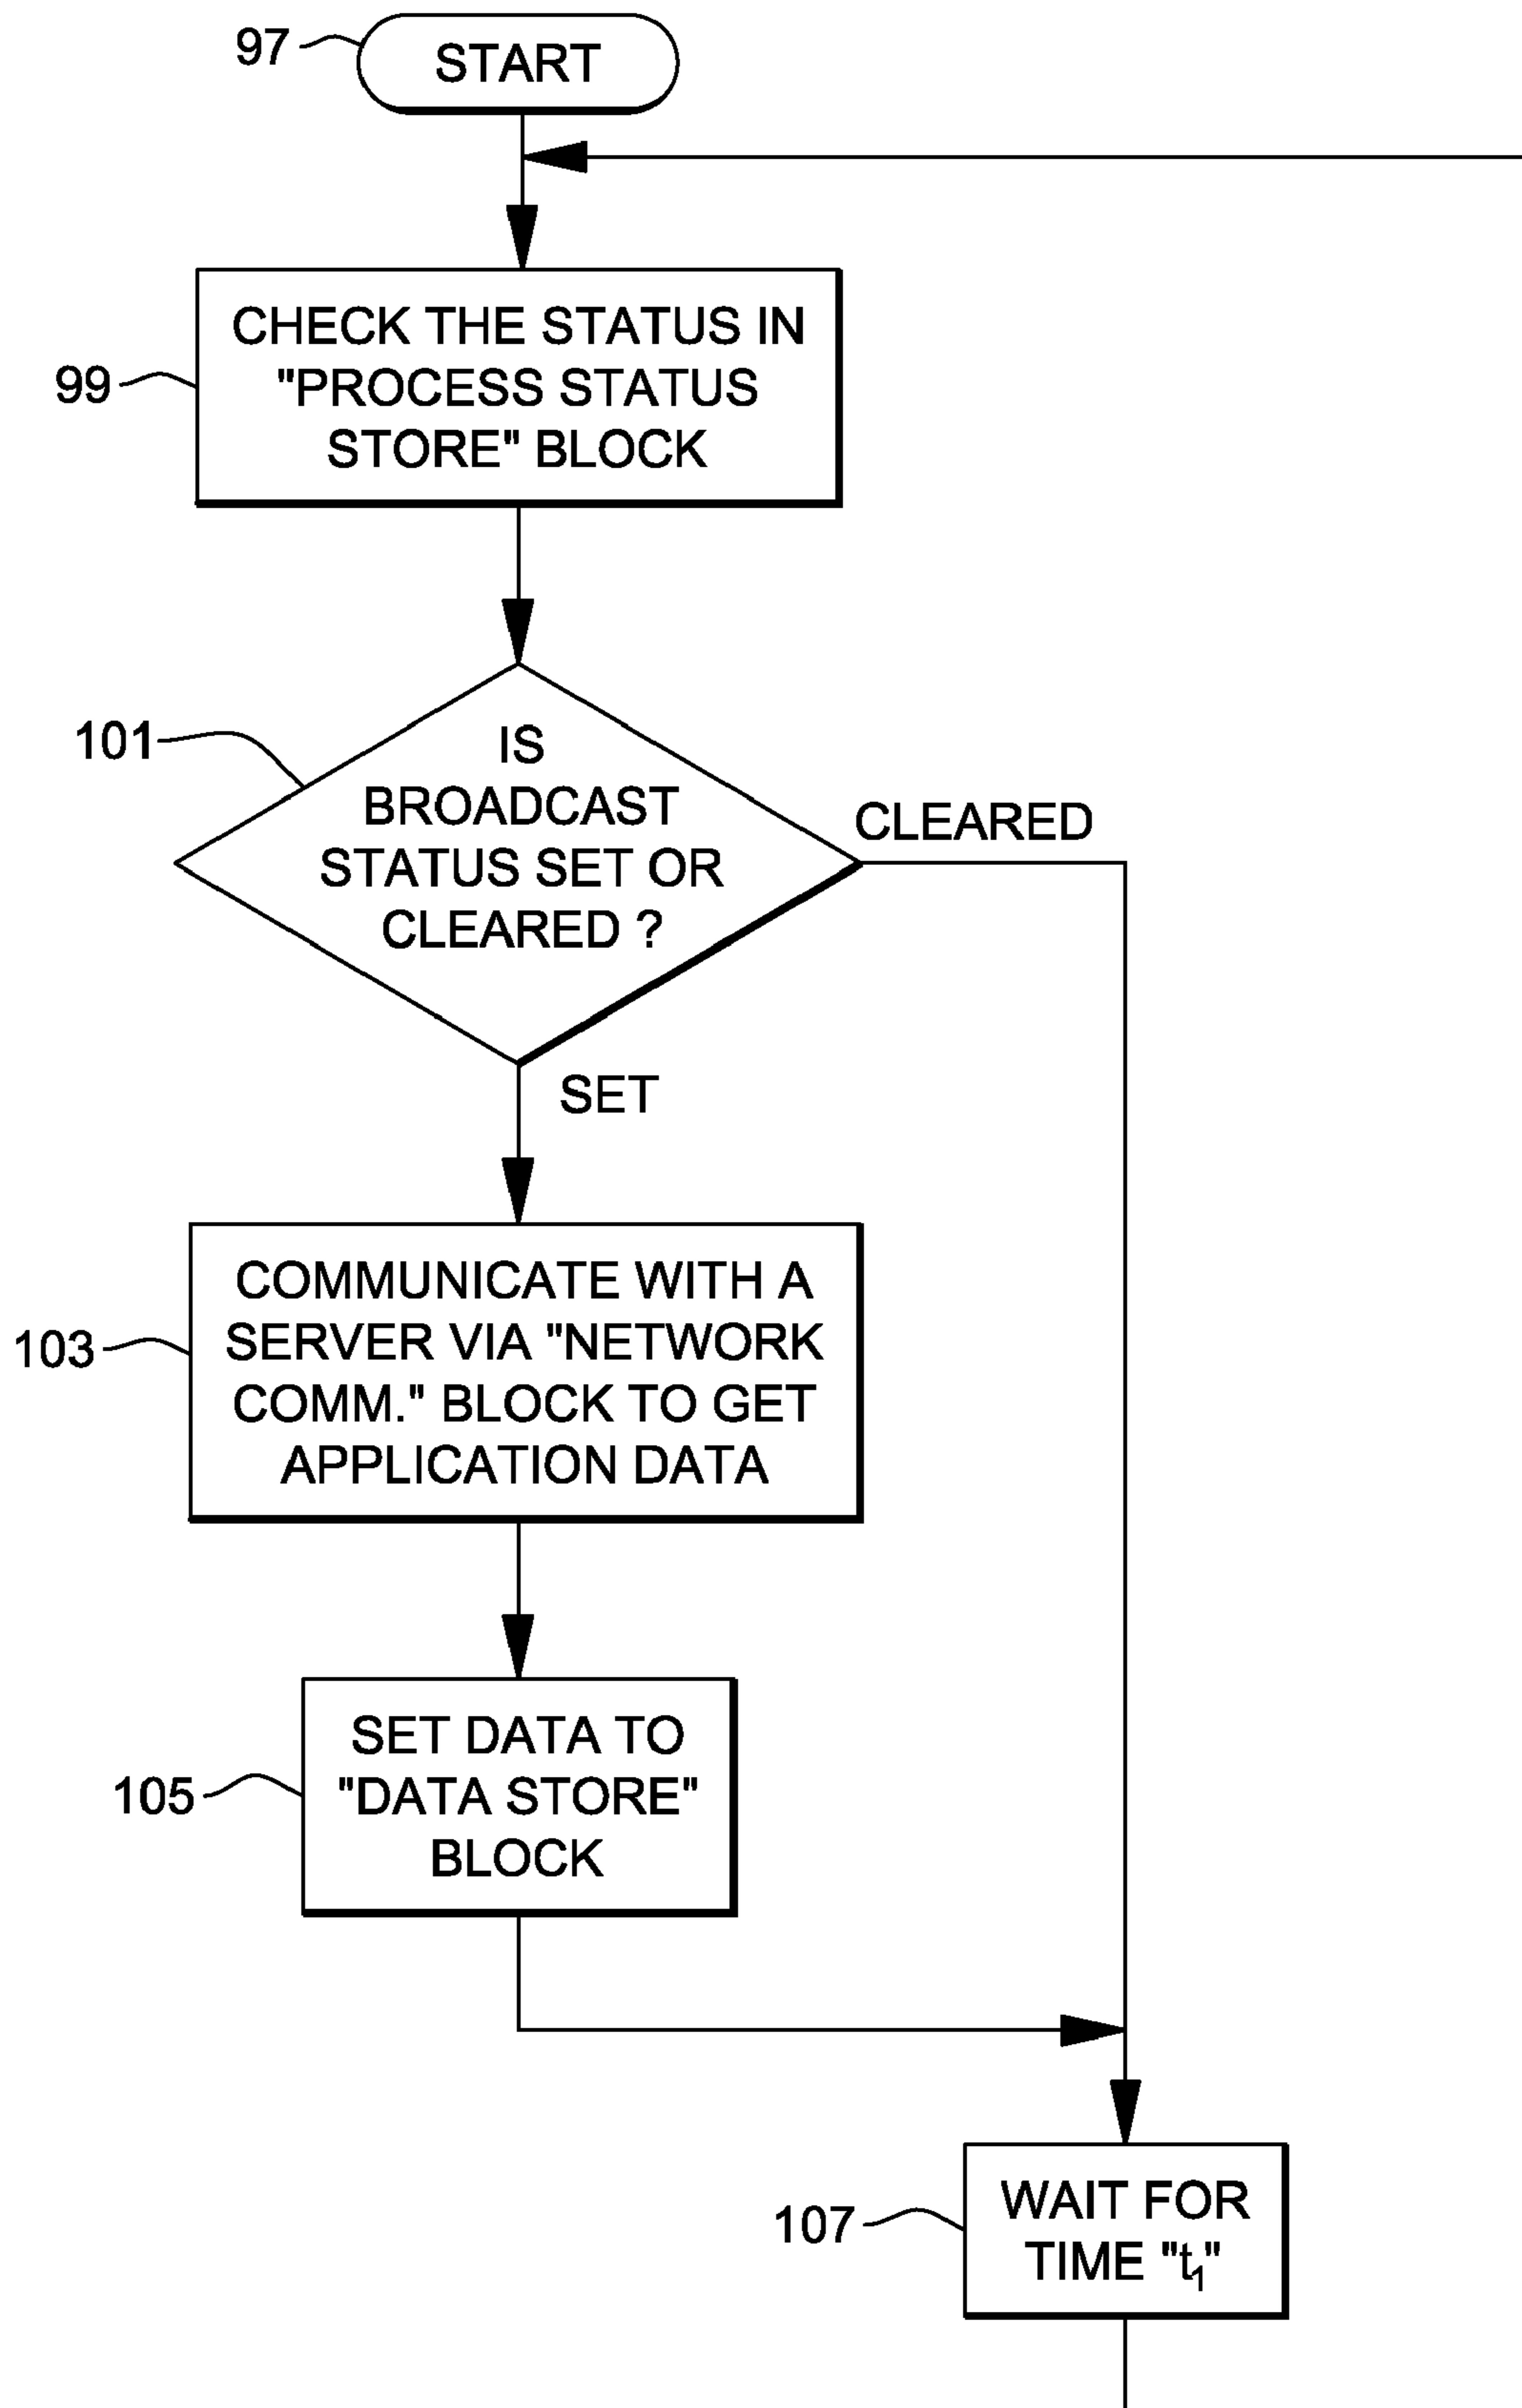 97
START
99
CHECK THE STATUS IN
"PROCESS STATUS
STORE" BLOCK
101
IS
BROADCAST
STATUS SET OR
CLEARED ?
CLEARED
SET
103
COMMUNICATE WITH A
SERVER VIA "NETWORK
COMM." BLOCK TO GET
APPLICATION DATA
105
SET DATA TO
"DATA STORE"
BLOCK
107
WAIT FOR
TIME "t₁"